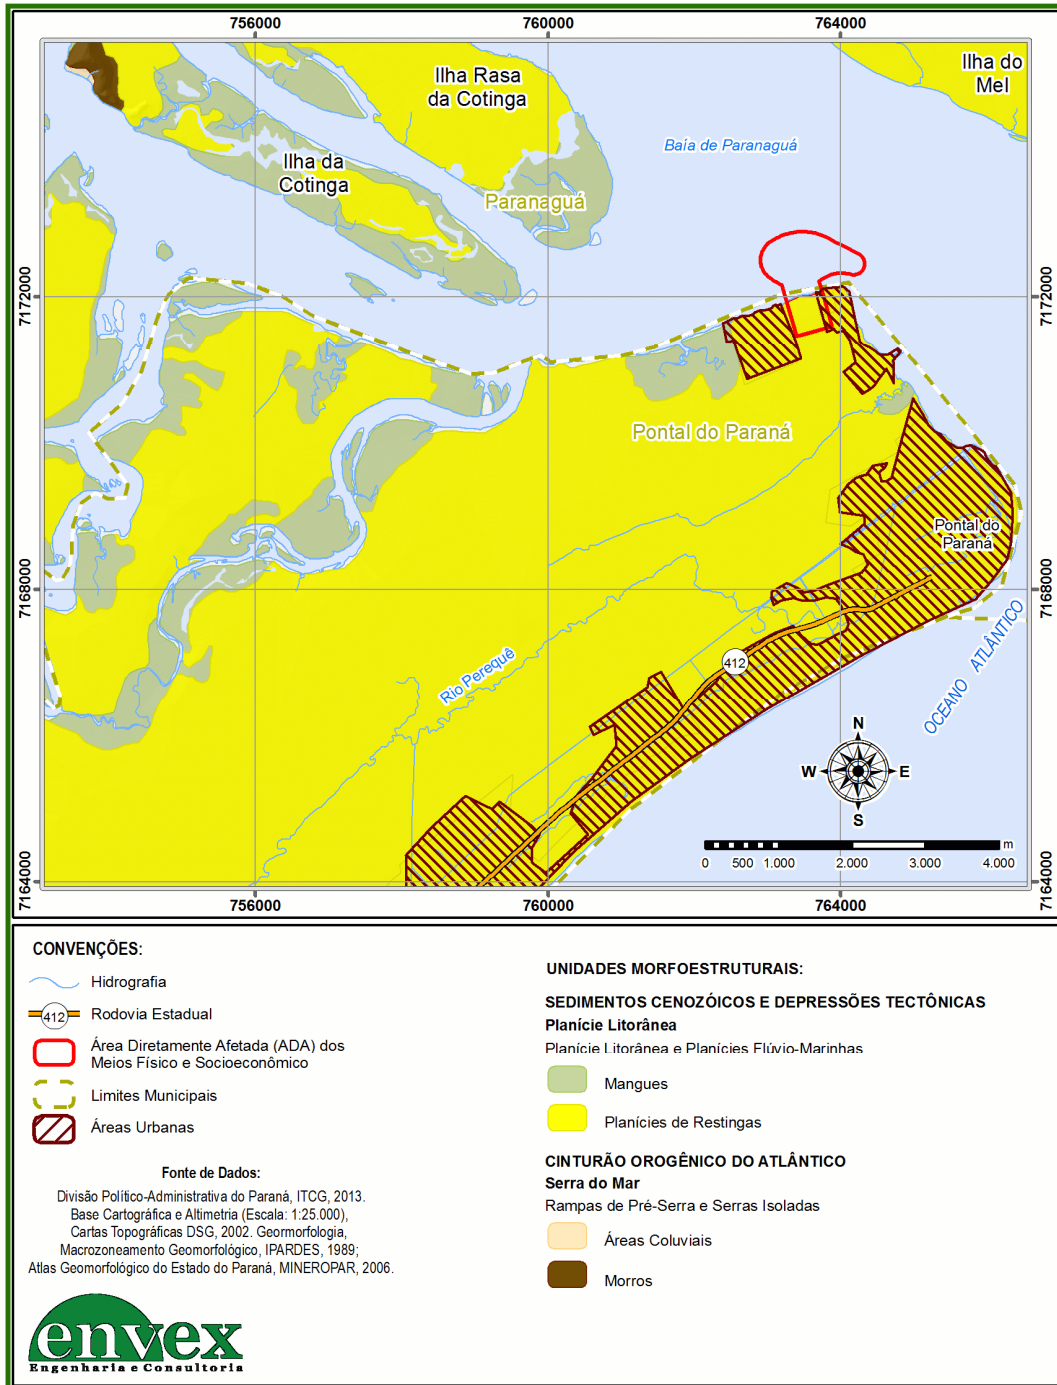 756000
760000
764000
Ilha Rasa
da Cotinga
Ilha do
Mel
Baía de Paranaguá
Ilha da
Cotinga
Paranaguá
7172000
7172000
Pontal do Paraná
Pontal do
Paraná
7168000
7168000
412
Rio Perequê
OCEANO ATLÂNTICO
N
W
E
S
m
0
500
1.000
2.000
3.000
4.000
7164000
7164000
756000
760000
764000
CONVENÇÕES:
Hidrografia
412
Rodovia Estadual
Área Diretamente Afetada (ADA) dos
Meios Físico e Socioeconômico
Limites Municipais
Áreas Urbanas
Fonte de Dados:
Divisão Político-Administrativa do Paraná, ITCG, 2013.
Base Cartográfica e Altimetria (Escala: 1:25.000),
Cartas Topográficas DSG, 2002. Geormorfologia,
Macrozoneamento Geomorfológico, IPARDES, 1989;
Atlas Geomorfológico do Estado do Paraná, MINEROPAR, 2006.
envex
Engenharia e Consultoria
UNIDADES MORFOESTRUTURAIS:
SEDIMENTOS CENOZÓICOS E DEPRESSÕES TECTÔNICAS
Planície Litorânea
Planície Litorânea e Planícies Flúvio-Marinhas
Mangues
Planícies de Restingas
CINTURÃO OROGÊNICO DO ATLÂNTICO
Serra do Mar
Rampas de Pré-Serra e Serras Isoladas
Áreas Coluviais
Morros